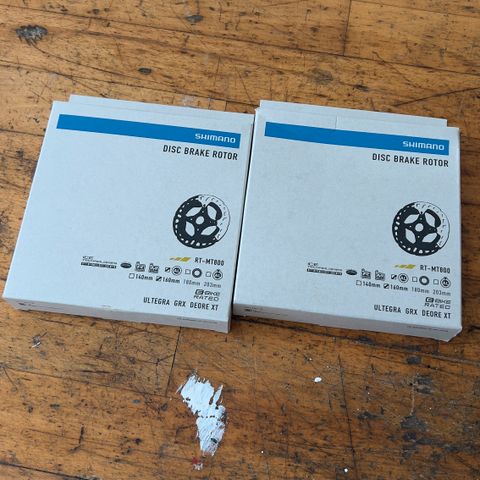 SHIMANO
DISC BRAKE ROTOR
RT-MT800
140mm 160mm 180mm 203mm
E-BIKE
RATED
ULTEGRA GRX DEORE XT
SHIMANO
DISC BRAKE ROTOR
RT-MT800
140mm 160mm 180mm 203mm
E-BIKE
RATED
ULTEGRA GRX DEORE XT